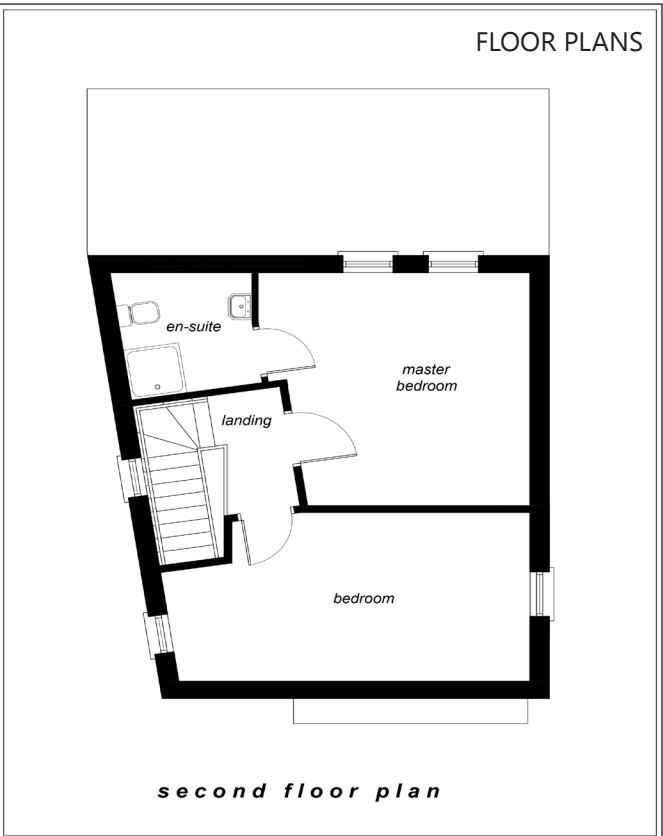 FLOOR PLANS
en-suite
master
bedroom
landing
bedroom
second floor plan